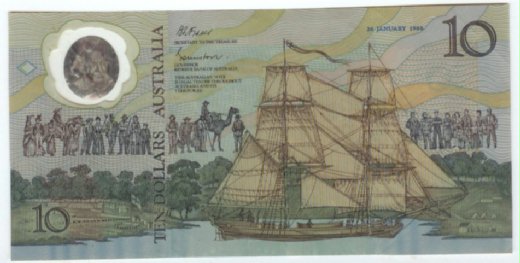 26 JANUARY 1988
10
SECRETARY TO THE TREASURY
GOVERNOR
RESERVE BANK OF AUSTRALIA
THIS AUSTRALIAN NOTE
IS LEGAL TENDER THROUGHOUT
AUSTRALIA AND ITS
TERRITORIES
TEN DOLLARS AUSTRALIA
10
10